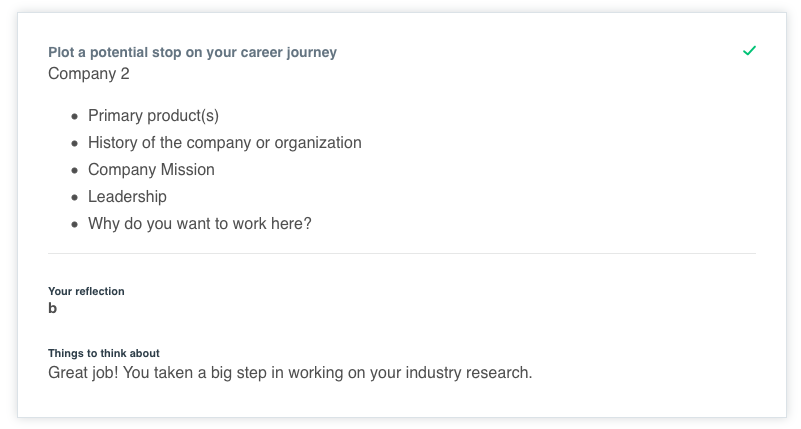 Plot a potential stop on your career journey
Company 2
• Primary product(s)
• History of the company or organization
• Company Mission
• Leadership
• Why do you want to work here?
Your reflection
b
Things to think about
Great job! You taken a big step in working on your industry research.